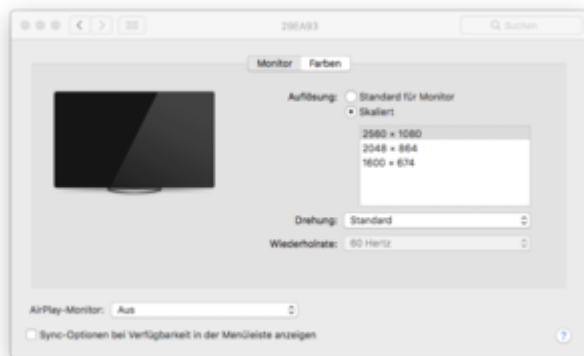 29EA93
Suchen
Monitor Farben
Auflösung: Standard für Monitor
Skaliert
2560 × 1080
2048 × 864
1600 × 674
Drehung: Standard
Wiederholrate: 60 Hertz
AirPlay-Monitor: Aus
Sync-Optionen bei Verfügbarkeit in der Menüleiste anzeigen
?